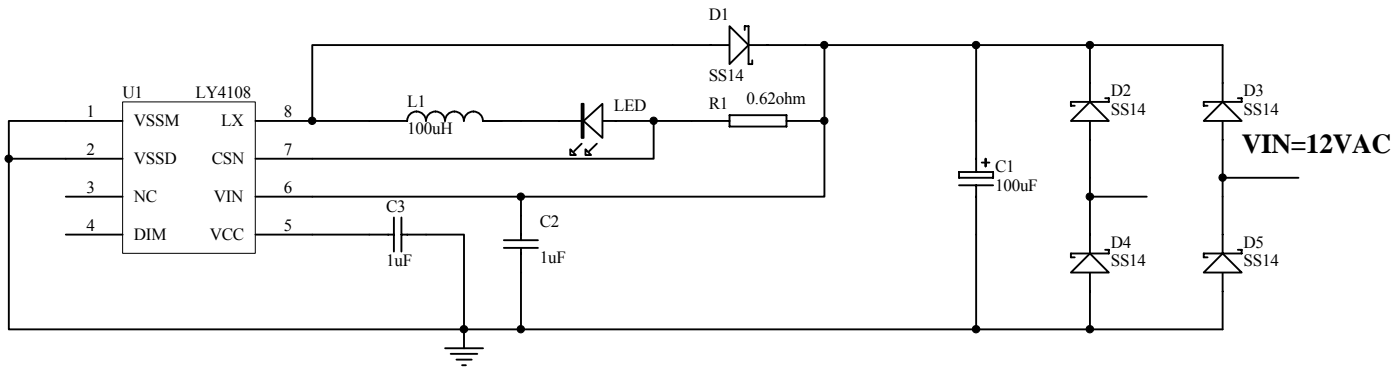 D1
SS14
U1 LY4108
1 VSSM LX 8
2 VSSD CSN 7
3 NC VIN 6
4 DIM VCC 5
L1
100uH
LED
R1 0.62ohm
C3
1uF
C2
1uF
C1
+
100uF
D2
SS14
D3
SS14
VIN=12VAC
D4
SS14
D5
SS14